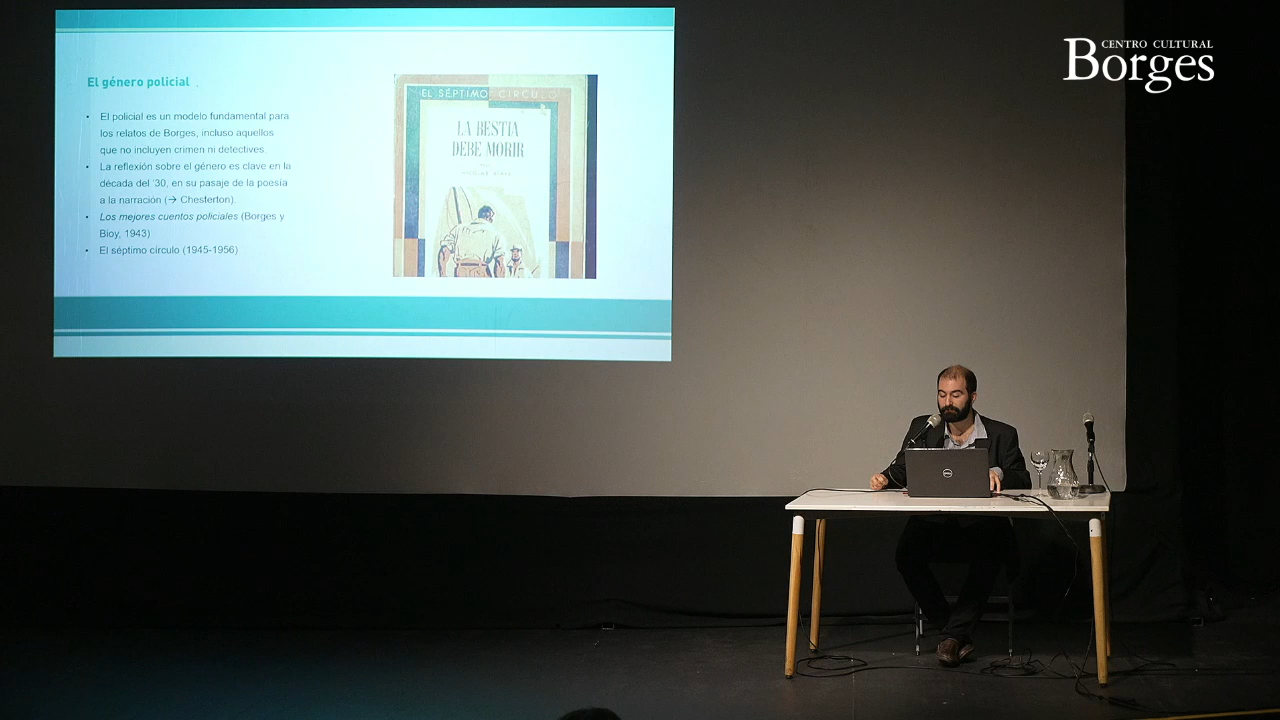 CENTRO CULTURAL
Borges
El género policial
• El policial es un modelo fundamental para
los relatos de Borges, incluso aquellos
que no incluyen crimen ni detectives.
• La reflexión sobre el género es clave en la
década del '30, en su pasaje de la poesía
a la narración (→ Chesterton).
• Los mejores cuentos policiales (Borges y
Bioy, 1943)
• El séptimo círculo (1945-1956)
EL SÉPTIMO CIRCULO
LA BESTIA
DEBE MORIR
DELL